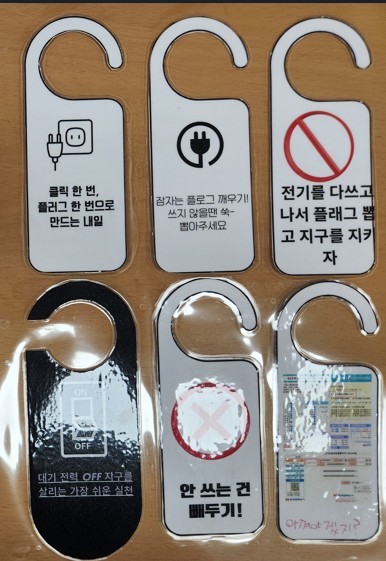 클릭 한 번,
플러그 한 번으로
만드는 내일
잠자는 플로그 깨우기!
쓰지 않을땐 쏙-
뽑아주세요
전기를 다쓰고
나서 플래그 뽑
고 지구를 지키
자
ON
OFF
대기 전력 OFF 지구를
살리는 가장 쉬운 실천
안 쓰는 건
빼두기!
아껴야 겠지?